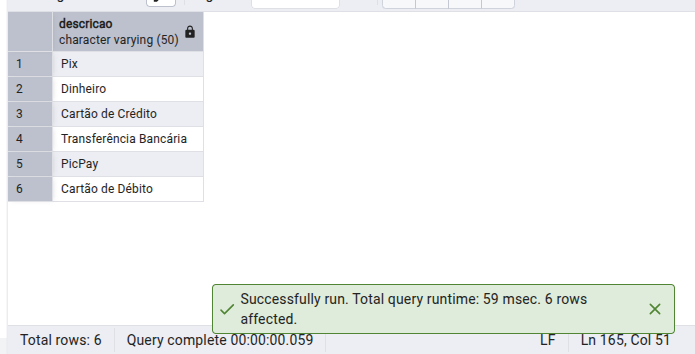 descricao
character varying (50)
1 Pix
2 Dinheiro
3 Cartão de Crédito
4 Transferência Bancária
5 PicPay
6 Cartão de Débito
Successfully run. Total query runtime: 59 msec. 6 rows
affected.
Total rows: 6 Query complete 00:00:00.059 LF Ln 165, Col 51